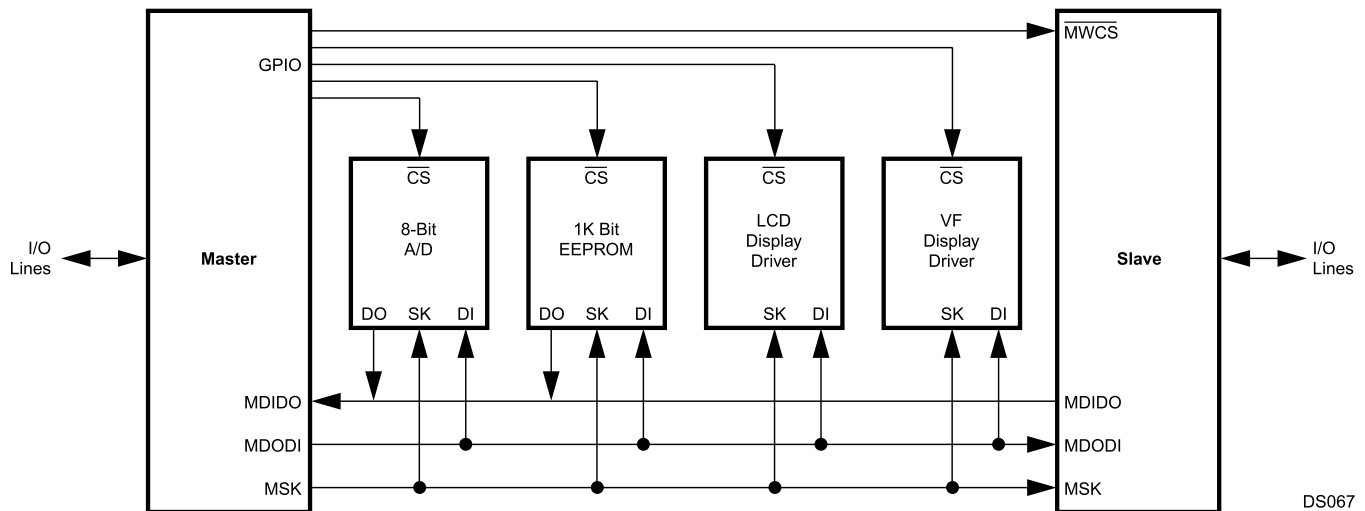 MWCS
GPIO
CS
CS
CS
CS
8-Bit
A/D
1K Bit
EEPROM
LCD
Display
Driver
VF
Display
Driver
I/O
Lines
Master
Slave
I/O
Lines
DO SK DI
DO SK DI
SK DI
SK DI
MDIDO
MDIDO
MDODI
MDODI
MSK
MSK
DS067